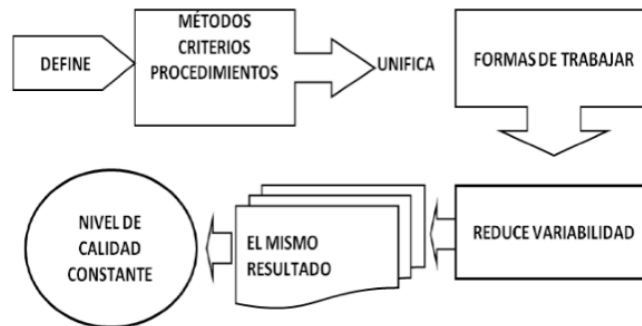 DEFINE
MÉTODOS
CRITERIOS
PROCEDIMIENTOS
UNIFICA
FORMAS DE TRABAJAR
REDUCE VARIABILIDAD
EL MISMO
RESULTADO
NIVEL DE
CALIDAD
CONSTANTE